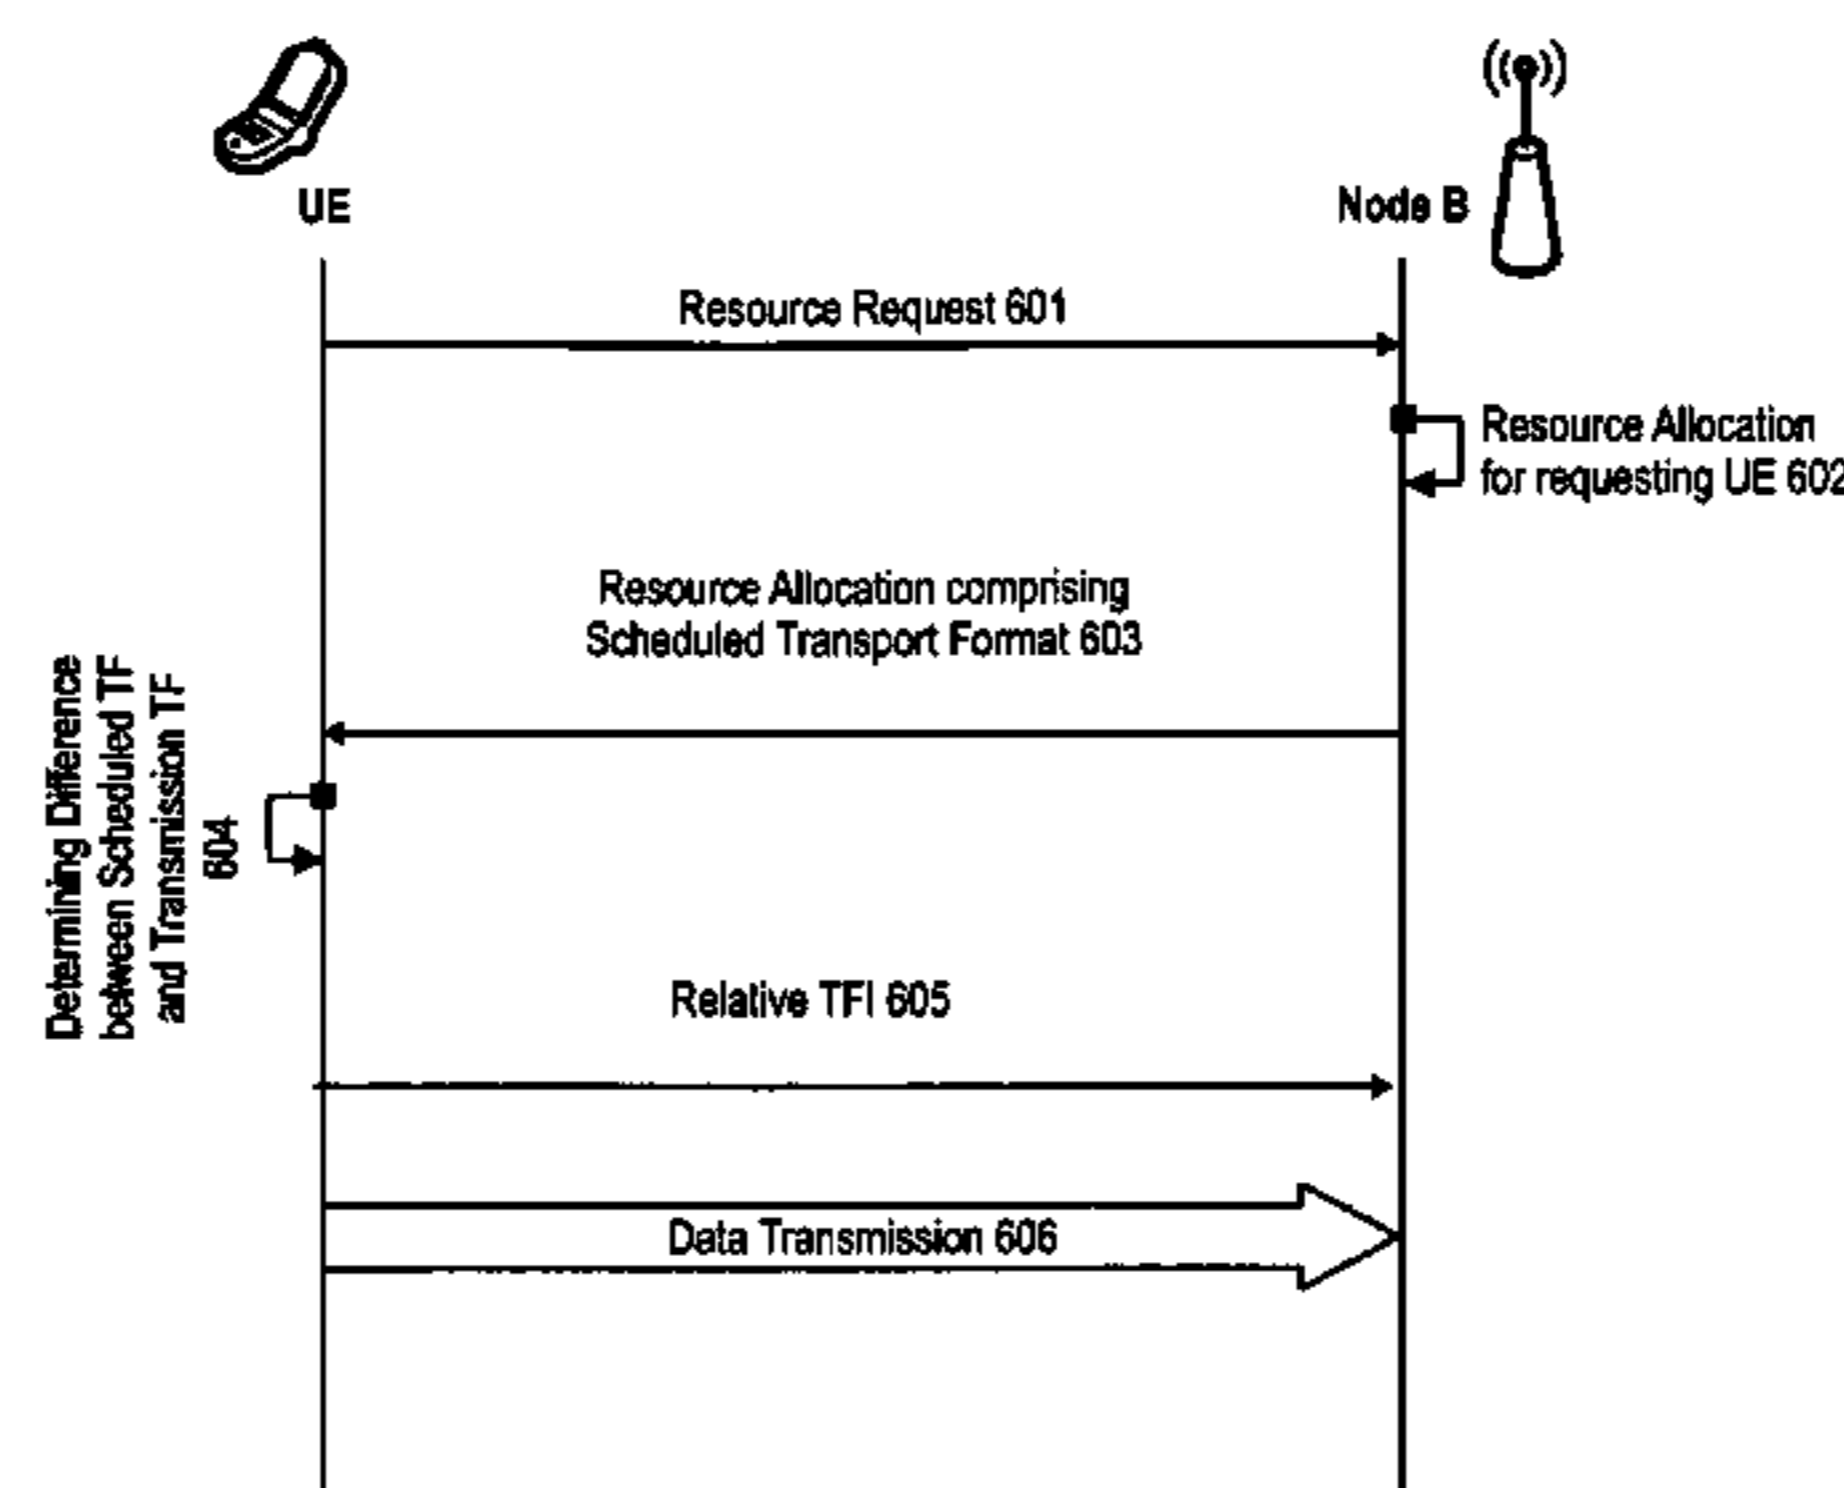 UE
Node B
Resource Request 601
Resource Allocation
for requesting UE 602
Resource Allocation comprising
Scheduled Transport Format 603
Determining Difference
between Scheduled TF
and Transmission TF
604
Relative TFI 605
Data Transmission 606